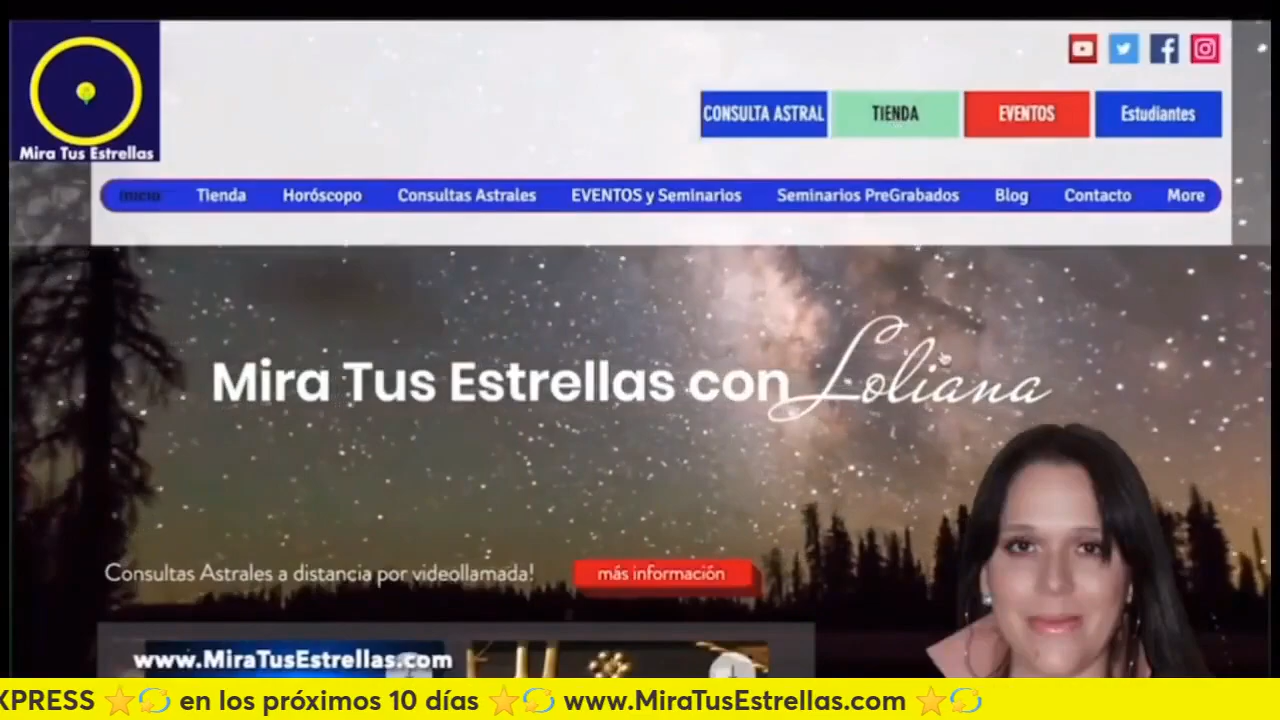 Mira Tus Estrellas
CONSULTA ASTRAL
TIENDA
EVENTOS
Estudiantes
Inicio
Tienda
Horóscopo
Consultas Astrales
EVENTOS y Seminarios
Seminarios PreGrabados
Blog
Contacto
More
Mira Tus Estrellas con Loliana
Consultas Astrales a distancia por videollamada!
más información
www.MiraTusEstrellas.com
XPRESS ⭐💫 en los próximos 10 días ⭐💫 www.MiraTusEstrellas.com ⭐💫